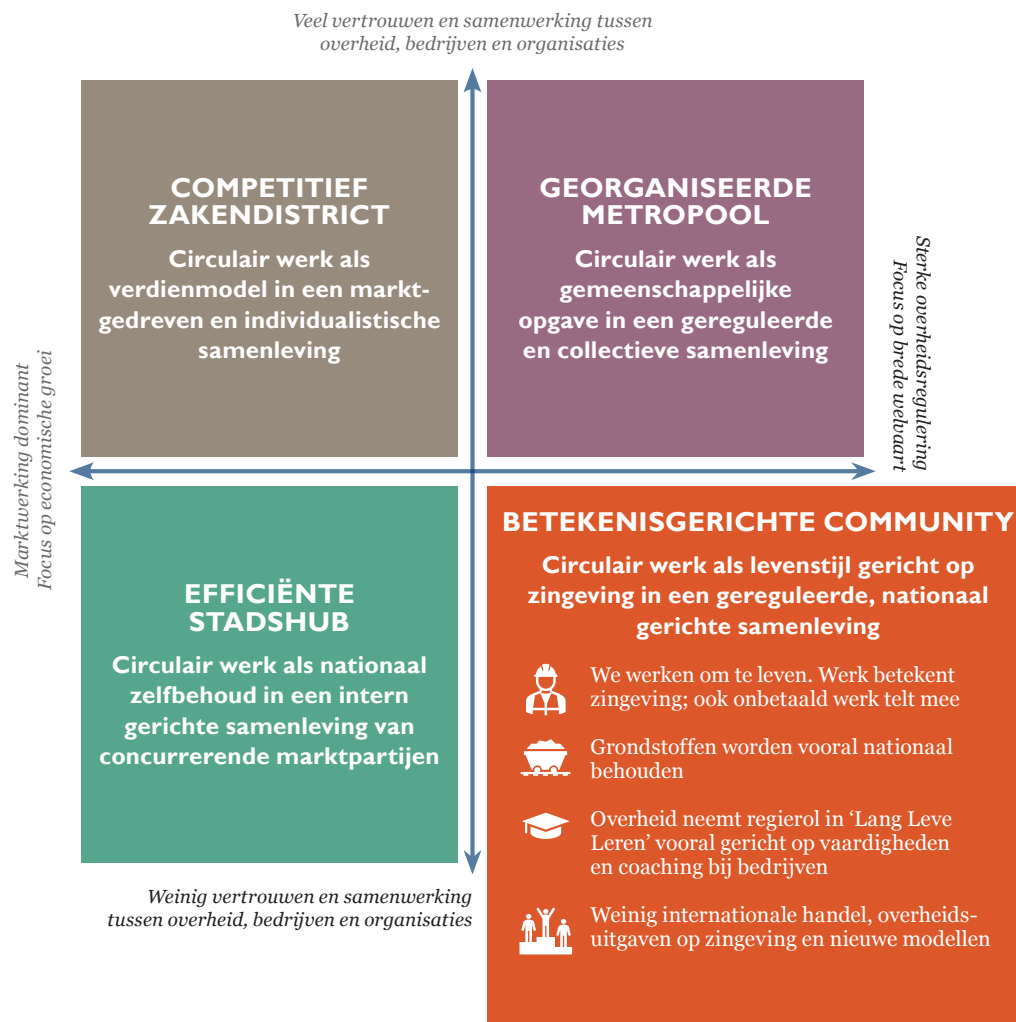 Veel vertrouwen en samenwerking tussen
overheid, bedrijven en organisaties
COMPETITIEF
ZAKENDISTRICT
Circulair werk als
verdienmodel in een markt-
gedreven en individualistische
samenleving
GEORGANISEERDE
METROPOOL
Circulair werk als
gemeenschappelijke
opgave in een gereguleerde
en collectieve samenleving
Sterke overheidsregulering
Focus op brede welvaart
Marktwerking dominant
Focus op economische groei
EFFICIËNTE
STADSHUB
Circulair werk als nationaal
zelfbehoud in een intern
gerichte samenleving van
concurrerende marktpartijen
BETEKENISGERICHTE COMMUNITY
Circulair werk als levenstijl gericht op
zingeving in een gereguleerde, nationaal
gerichte samenleving
We werken om te leven. Werk betekent
zingeving; ook onbetaald werk telt mee
Grondstoffen worden vooral nationaal
behouden
Overheid neemt regierol in ‘Lang Leve
Leren’ vooral gericht op vaardigheden
en coaching bij bedrijven
Weinig internationale handel, overheids-
uitgaven op zingeving en nieuwe modellen
Weinig vertrouwen en samenwerking
tussen overheid, bedrijven en organisaties